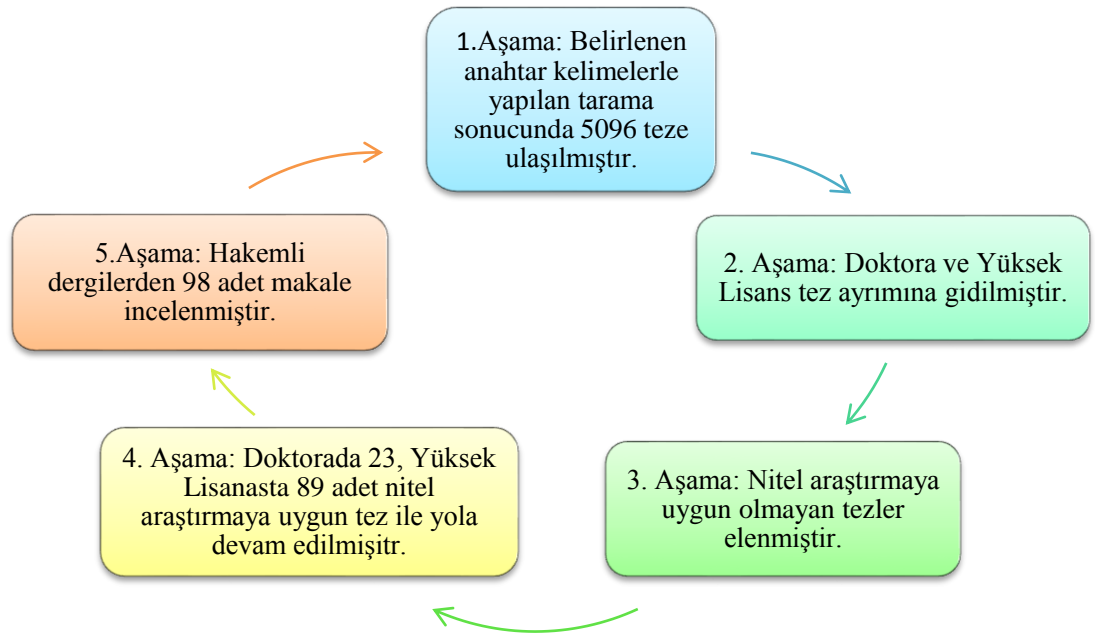 1.Aşama: Belirlenen
anahtar kelimelerle
yapılan tarama
sonucunda 5096 teze
ulaşılmıştır.
2. Aşama: Doktora ve Yüksek
Lisans tez ayrımına gidilmiştir.
3. Aşama: Nitel araştırmaya
uygun olmayan tezler
elenmiştir.
4. Aşama: Doktorada 23, Yüksek
Lisanasta 89 adet nitel
araştırmaya uygun tez ile yola
devam edilmişitr.
5.Aşama: Hakemli
dergilerden 98 adet makale
incelenmiştir.